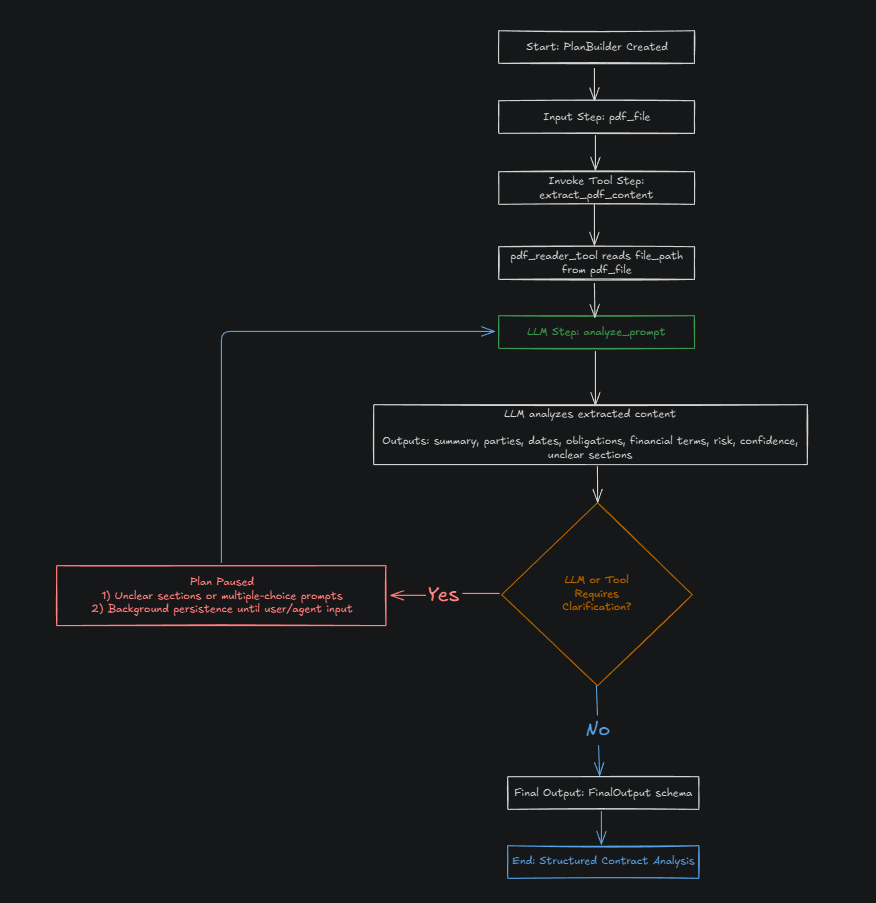 Start: PlanBuilder Created
Input Step: pdf_file
Invoke Tool Step:
extract_pdf_content
pdf_reader_tool reads file_path
from pdf_file
LLM Step: analyze_prompt
LLM analyzes extracted content
Outputs: summary, parties, dates, obligations, financial terms, risk, confidence,
unclear sections
LLM or Tool
Requires
Clarification?
Yes
Plan Paused
1) Unclear sections or multiple-choice prompts
2) Background persistence until user/agent input
No
Final Output: FinalOutput schema
End: Structured Contract Analysis